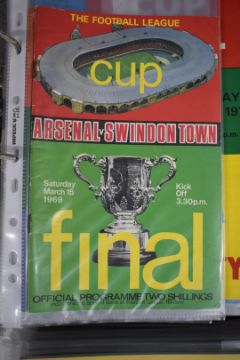 THE FOOTBALL LEAGUE
cup
ARSENAL SWINDON TOWN
Saturday
March 15
1969
Kick
Off
3.30p.m.
final
OFFICIAL PROGRAMME TWO SHILLINGS